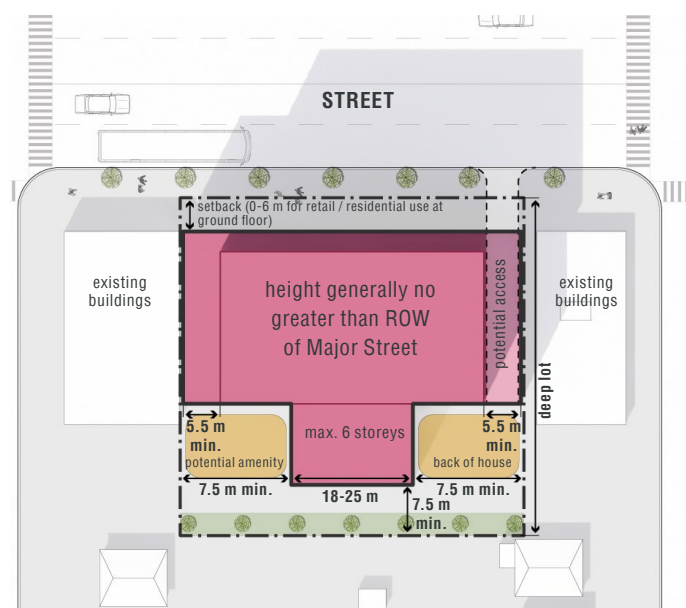 STREET
setback (0-6 m for retail / residential use at
ground floor)
existing
buildings
height generally no
greater than ROW
of Major Street
potential access
existing
buildings
deep lot
5.5 m
min.
potential amenity
max. 6 storeys
5.5 m
min.
back of house
7.5 m min.
18-25 m
7.5 m min.
7.5 m
min.